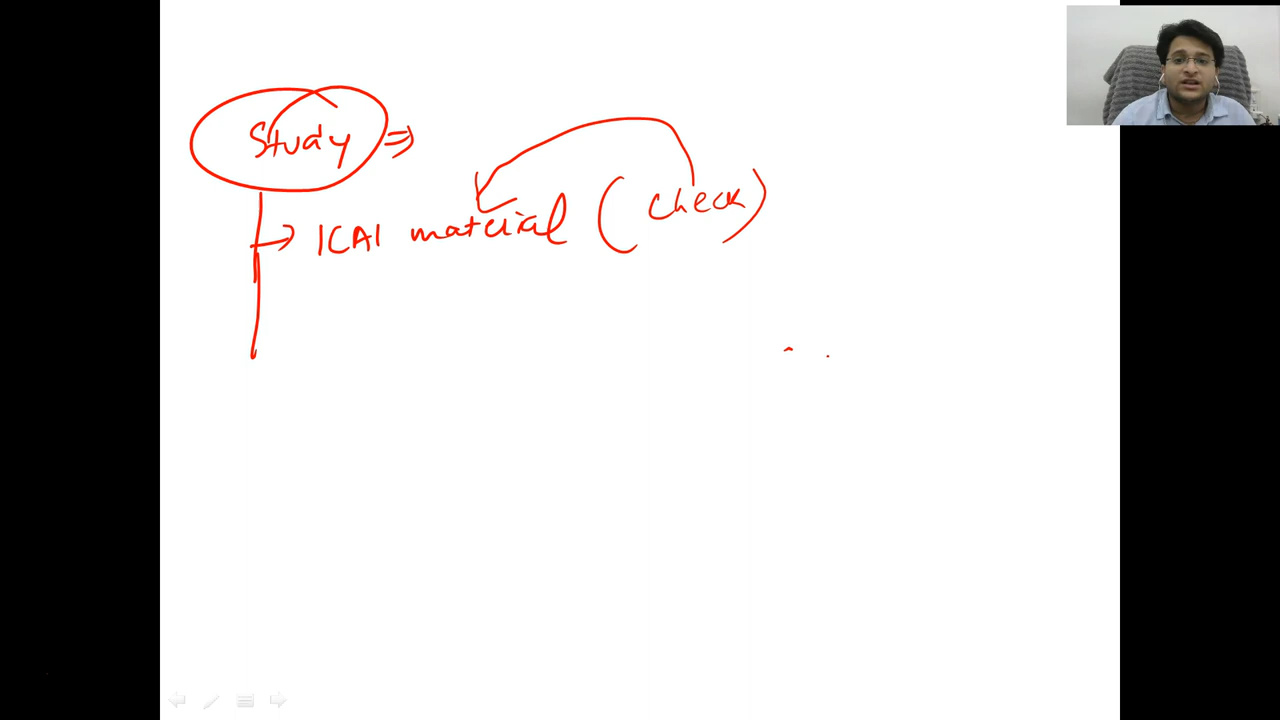 Study ⇒
→ ICAI material (Check)